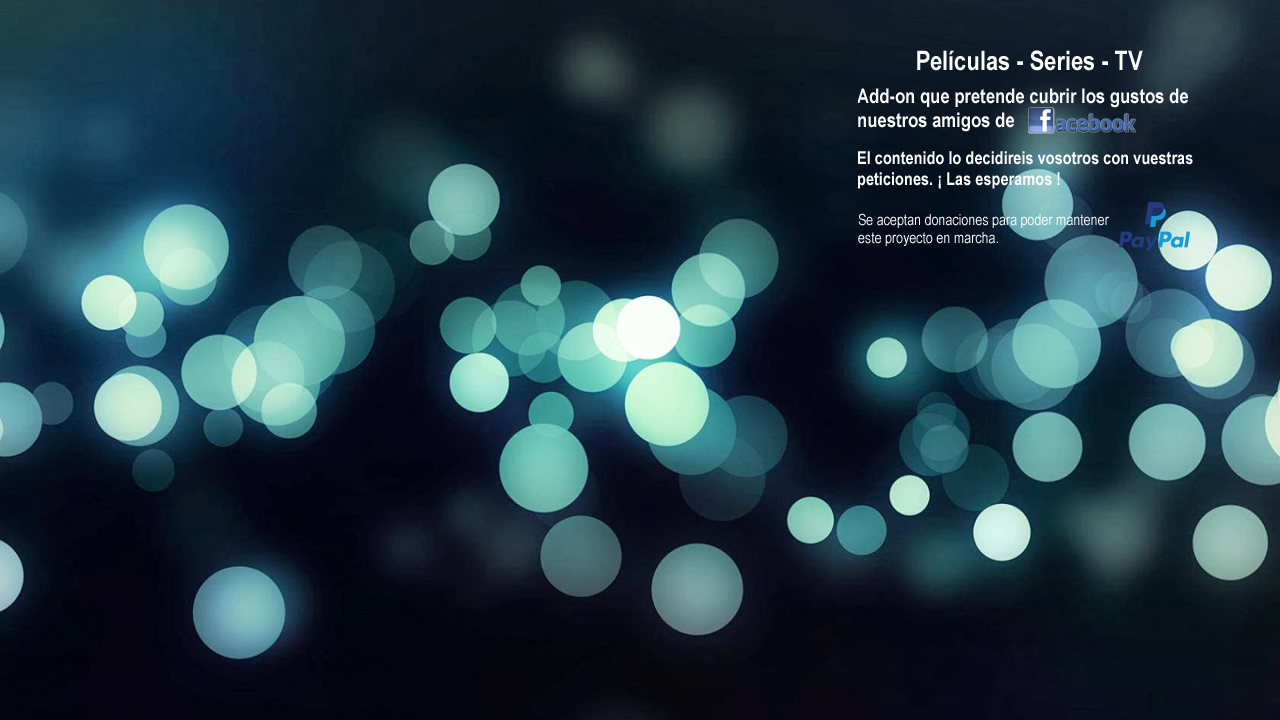 Películas - Series - TV
Add-on que pretende cubrir los gustos de
nuestros amigos de facebook
El contenido lo decidireis vosotros con vuestras
peticiones. ¡ Las esperamos !
Se aceptan donaciones para poder mantener
este proyecto en marcha.
PayPal